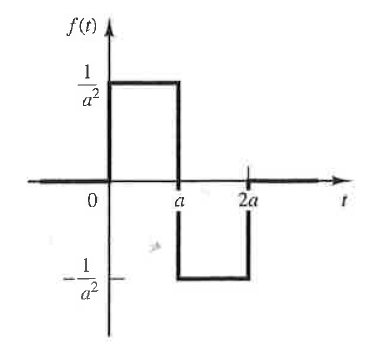 f(t)
1
a²
0 a 2a t
-1
a²